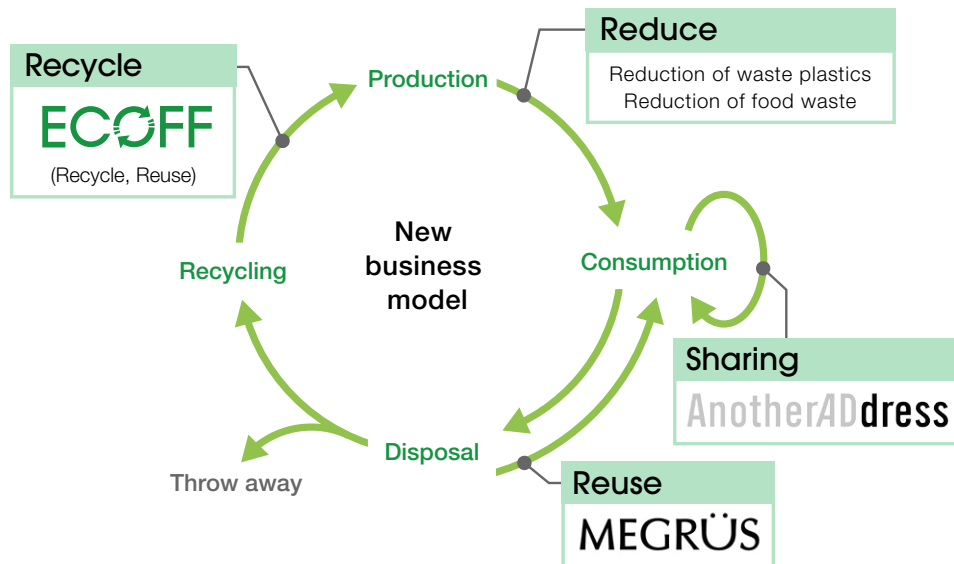 Reduce
Reduction of waste plastics
Reduction of food waste
Recycle
ECOFF
(Recycle, Reuse)
Production
New
business
model
Recycling
Consumption
Sharing
AnotherADdress
Disposal
Throw away
Reuse
MEGRÜS